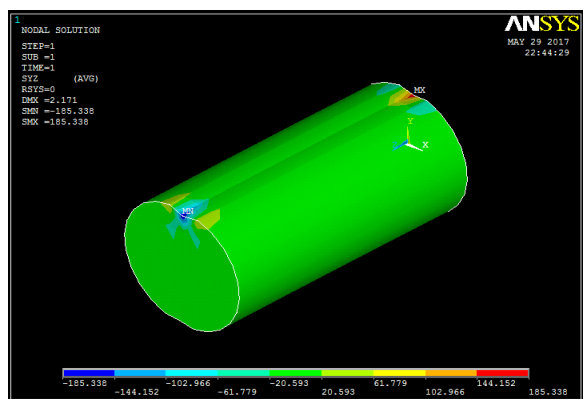 1
NODAL SOLUTION
ANSYS
STEP=1
SUB =1
TIME=1
SYZ (AVG)
RSYS=0
DMX =2.171
SMN =-185.338
SMX =185.338
MAY 29 2017
22:44:29
MX
Y
X
MN
-185.338 -102.966 -20.593 61.779 144.152
-144.152 -61.779 20.593 102.966 185.338